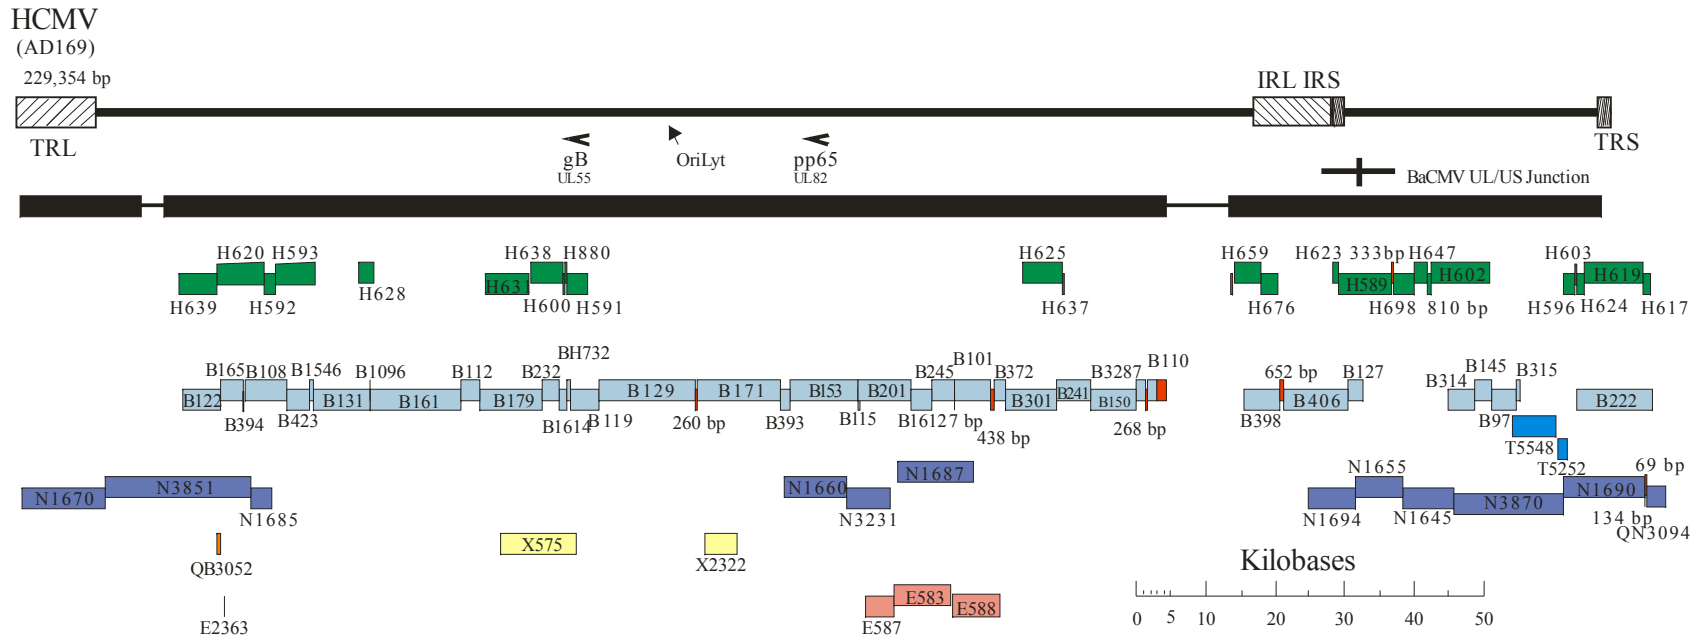 HCMV
(AD169)
229,354 bp
IRL IRS
TRL
TRS
gB
UL55
OriLyt
pp65
UL82
BaCMV UL/US Junction
H620 H593 H638 H880 H625 H659 H623 333bp H647 H603
H628 H631 H589 H602 H619
H639 H592 H600 H591 H637 H676 H698 810 bp H596 H624 H617
BH732 B101 B110
B165 B108 B1546 B1096 B112 B232 B245 B372 B3287 652 bp B127 B145 B315
B314
B122 B131 B161 B179 B129 B171 B153 B201 B301 B241 B150 B406 B222
B394 B423 B1614 B119 260 bp B393 B115 B16127 bp 438 bp 268 bp B398 B97
T5548
T5252
N1687 N1655 69 bp
N1670 N3851 N1660 N3870 N1690
N1685 N3231 N1694 N1645 134 bp QN3094
X575
QB3052 X2322
Kilobases
E583 E588
E2363 E587
0 5 10 20 30 40 50